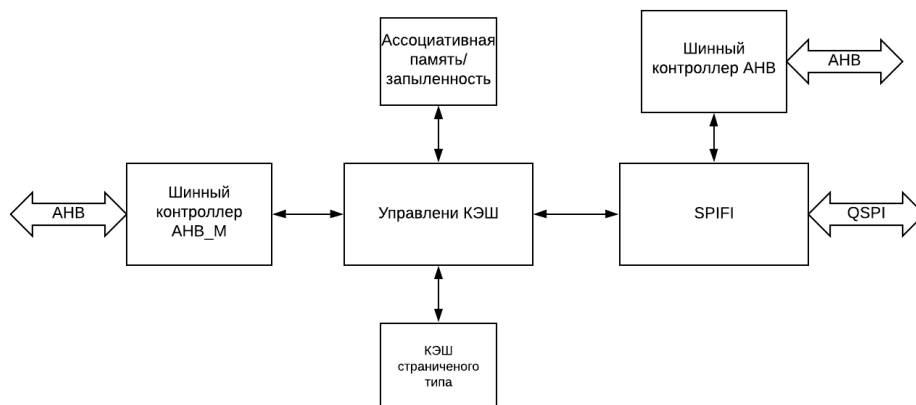 Ассоциативная
память/
запыленность
Шинный
контроллер AHB
AHB
AHB
Шинный
контроллер
AHB_M
Управлени КЭШ
SPIFI
QSPI
КЭШ
страниченого
типа